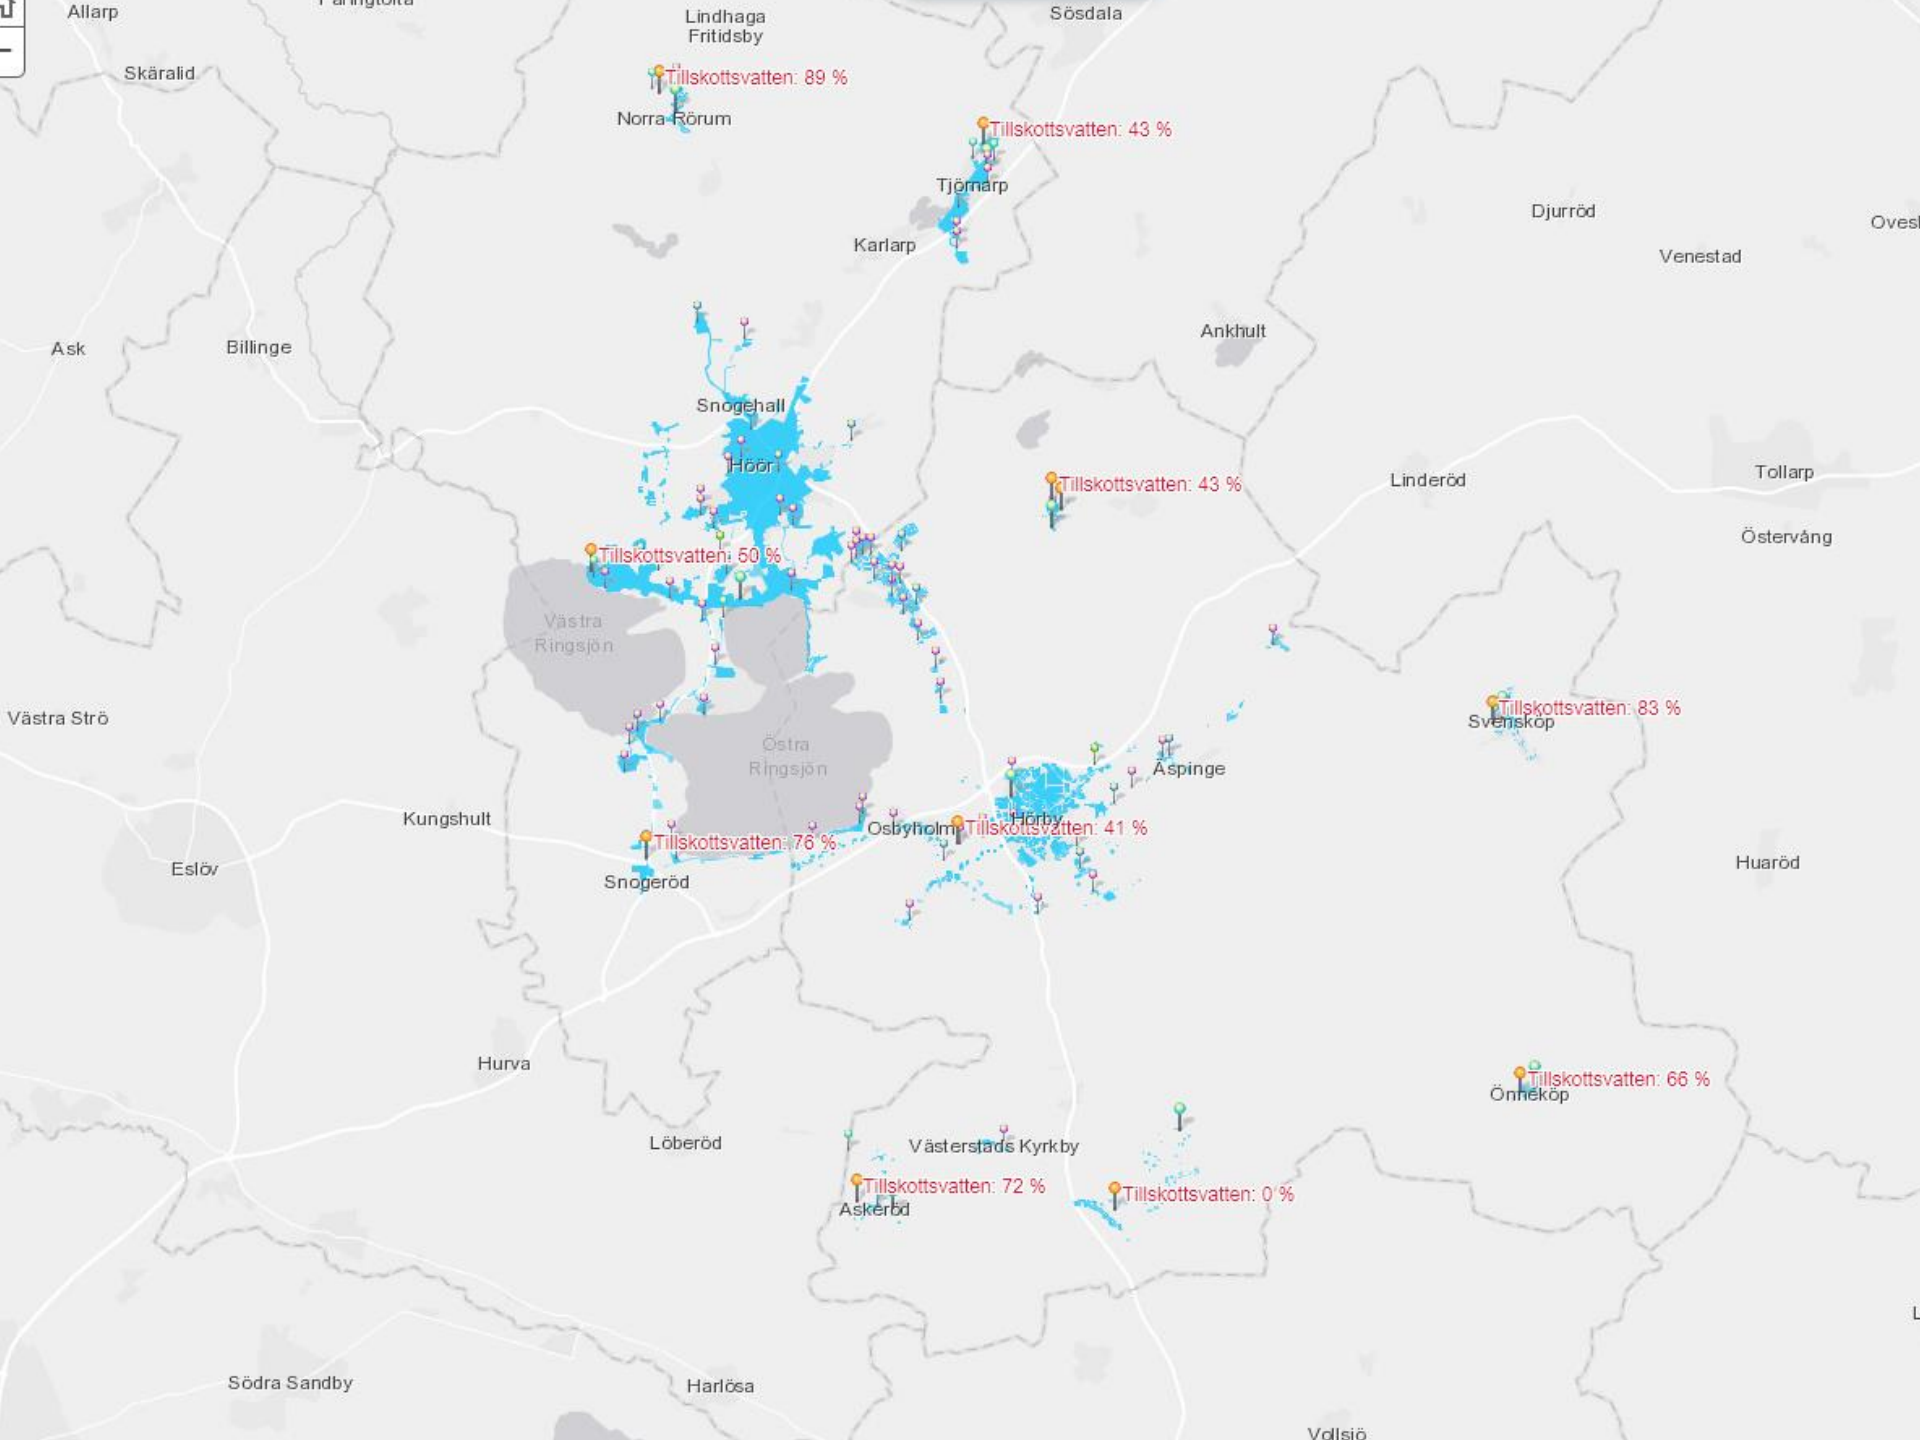 Allarp
Färingtofta
Lindhaga
Fritidsby
Sösdala
Skäralid
Tillskottsvatten: 89 %
Norra Rörum
Tillskottsvatten: 43 %
Tjörnarp
Djurröd
Karlarp
Venestad
Ankhult
Ask
Billinge
Snogehall
Höör
Tillskottsvatten: 43 %
Linderöd
Tollarp
Östervång
Tillskottsvatten: 50 %
Västra
Ringsjön
Västra Strö
Tillskottsvatten: 83 %
Svensköp
Östra
Ringsjön
Äspinge
Kungshult
Osbyholm
Hörby
Tillskottsvatten: 41 %
Tillskottsvatten: 76 %
Eslöv
Snogeröd
Huaröd
Hurva
Tillskottsvatten: 66 %
Önneköp
Löberöd
Västerstads Kyrkby
Tillskottsvatten: 72 %
Askeröd
Tillskottsvatten: 0 %
Södra Sandby
Harlösa
Vollsjö